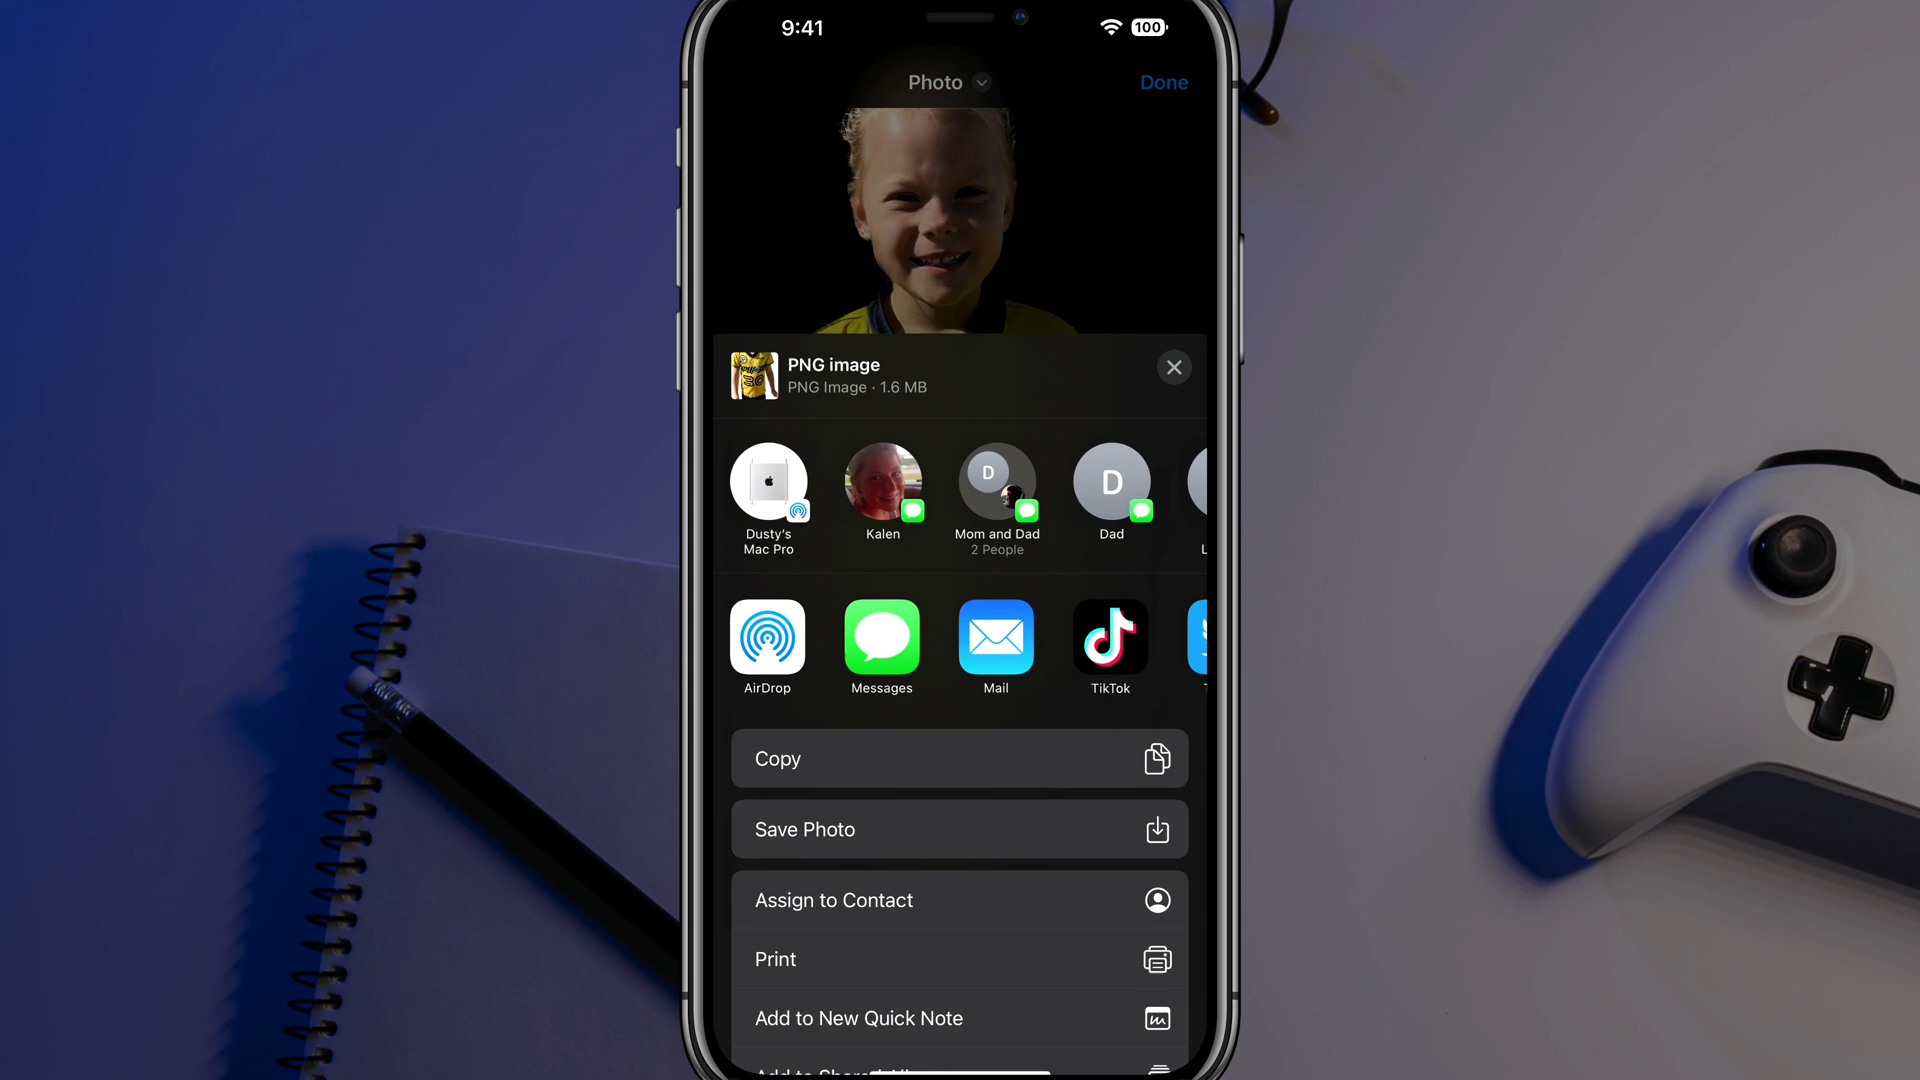 9:41
100
Photo
Done
PNG image
PNG Image · 1.6 MB
D
D
Dusty's
Mac Pro
Kalen
Mom and Dad
2 People
Dad
L
AirDrop
Messages
Mail
TikTok
T
Copy
Save Photo
Assign to Contact
Print
Add to New Quick Note